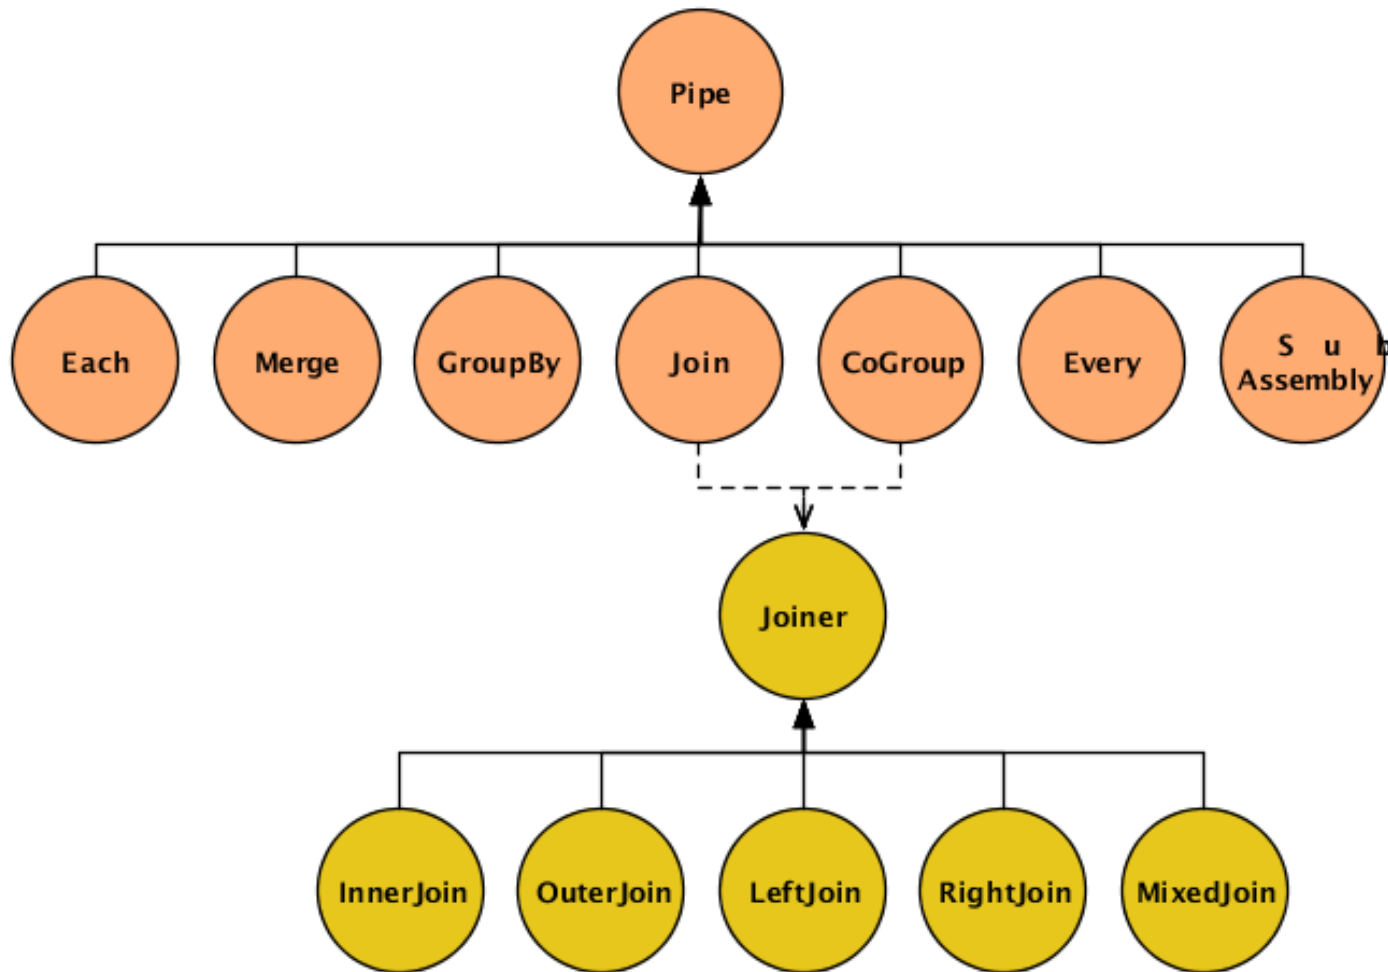 Pipe
Each
Merge
GroupBy
Join
CoGroup
Every
S u b
Assembly
Joiner
InnerJoin
OuterJoin
LeftJoin
RightJoin
MixedJoin